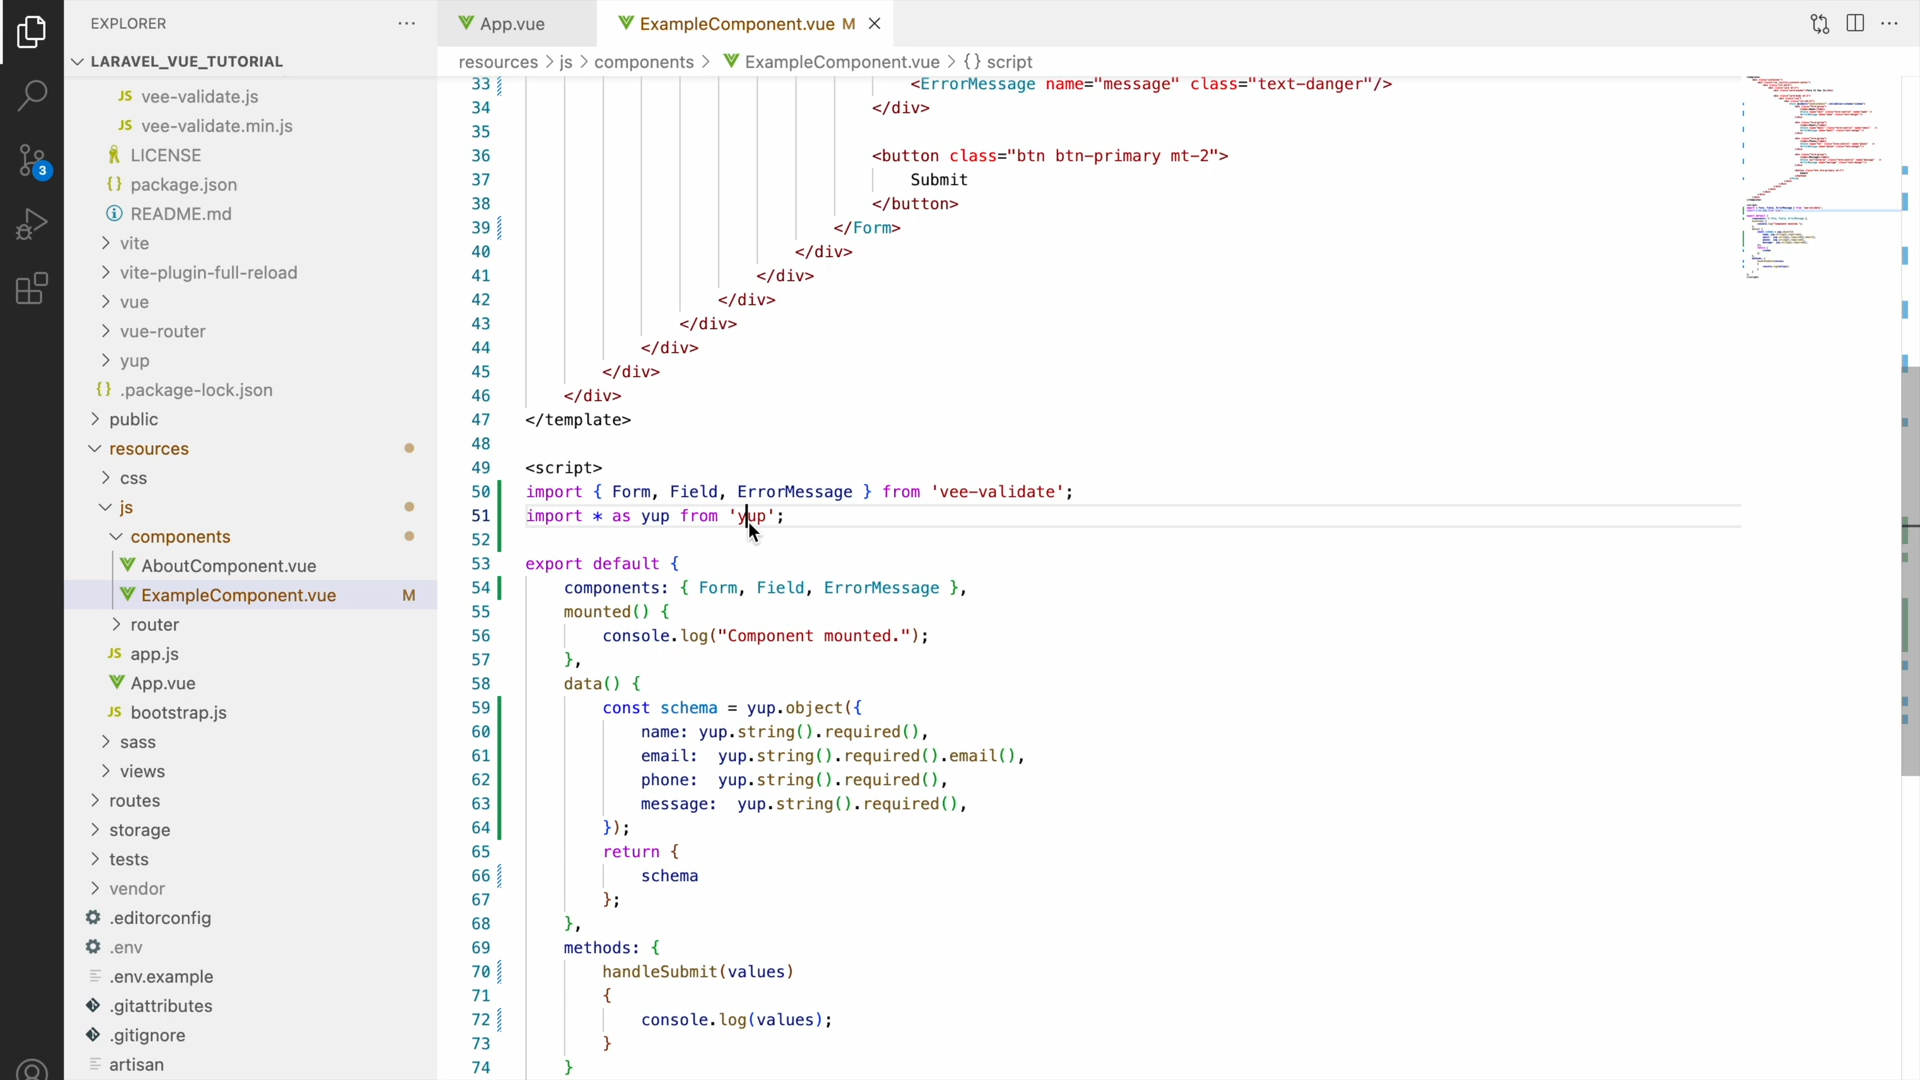 EXPLORER
LARAVEL_VUE_TUTORIAL
JS vee-validate.js
JS vee-validate.min.js
LICENSE
{} package.json
README.md
vite
vite-plugin-full-reload
vue
vue-router
yup
{} .package-lock.json
public
resources
css
js
components
AboutComponent.vue
ExampleComponent.vue M
router
JS app.js
App.vue
JS bootstrap.js
sass
views
routes
storage
tests
vendor
.editorconfig
.env
.env.example
.gitattributes
.gitignore
artisan
3
App.vue
ExampleComponent.vue M
resources > js > components > ExampleComponent.vue > {} script
33 <ErrorMessage name="message" class="text-danger"/>
34 </div>
35
36 <button class="btn btn-primary mt-2">
37 Submit
38 </button>
39 </Form>
40 </div>
41 </div>
42 </div>
43 </div>
44 </div>
45 </div>
46 </div>
47 </template>
48
49 <script>
50 import { Form, Field, ErrorMessage } from 'vee-validate';
51 import * as yup from 'yup';
52
53 export default {
54 components: { Form, Field, ErrorMessage },
55 mounted() {
56 console.log("Component mounted.");
57 },
58 data() {
59 const schema = yup.object({
60 name: yup.string().required(),
61 email:  yup.string().required().email(),
62 phone:  yup.string().required(),
63 message:  yup.string().required(),
64 });
65 return {
66 schema
67 };
68 },
69 methods: {
70 handleSubmit(values)
71 {
72 console.log(values);
73 }
74 }